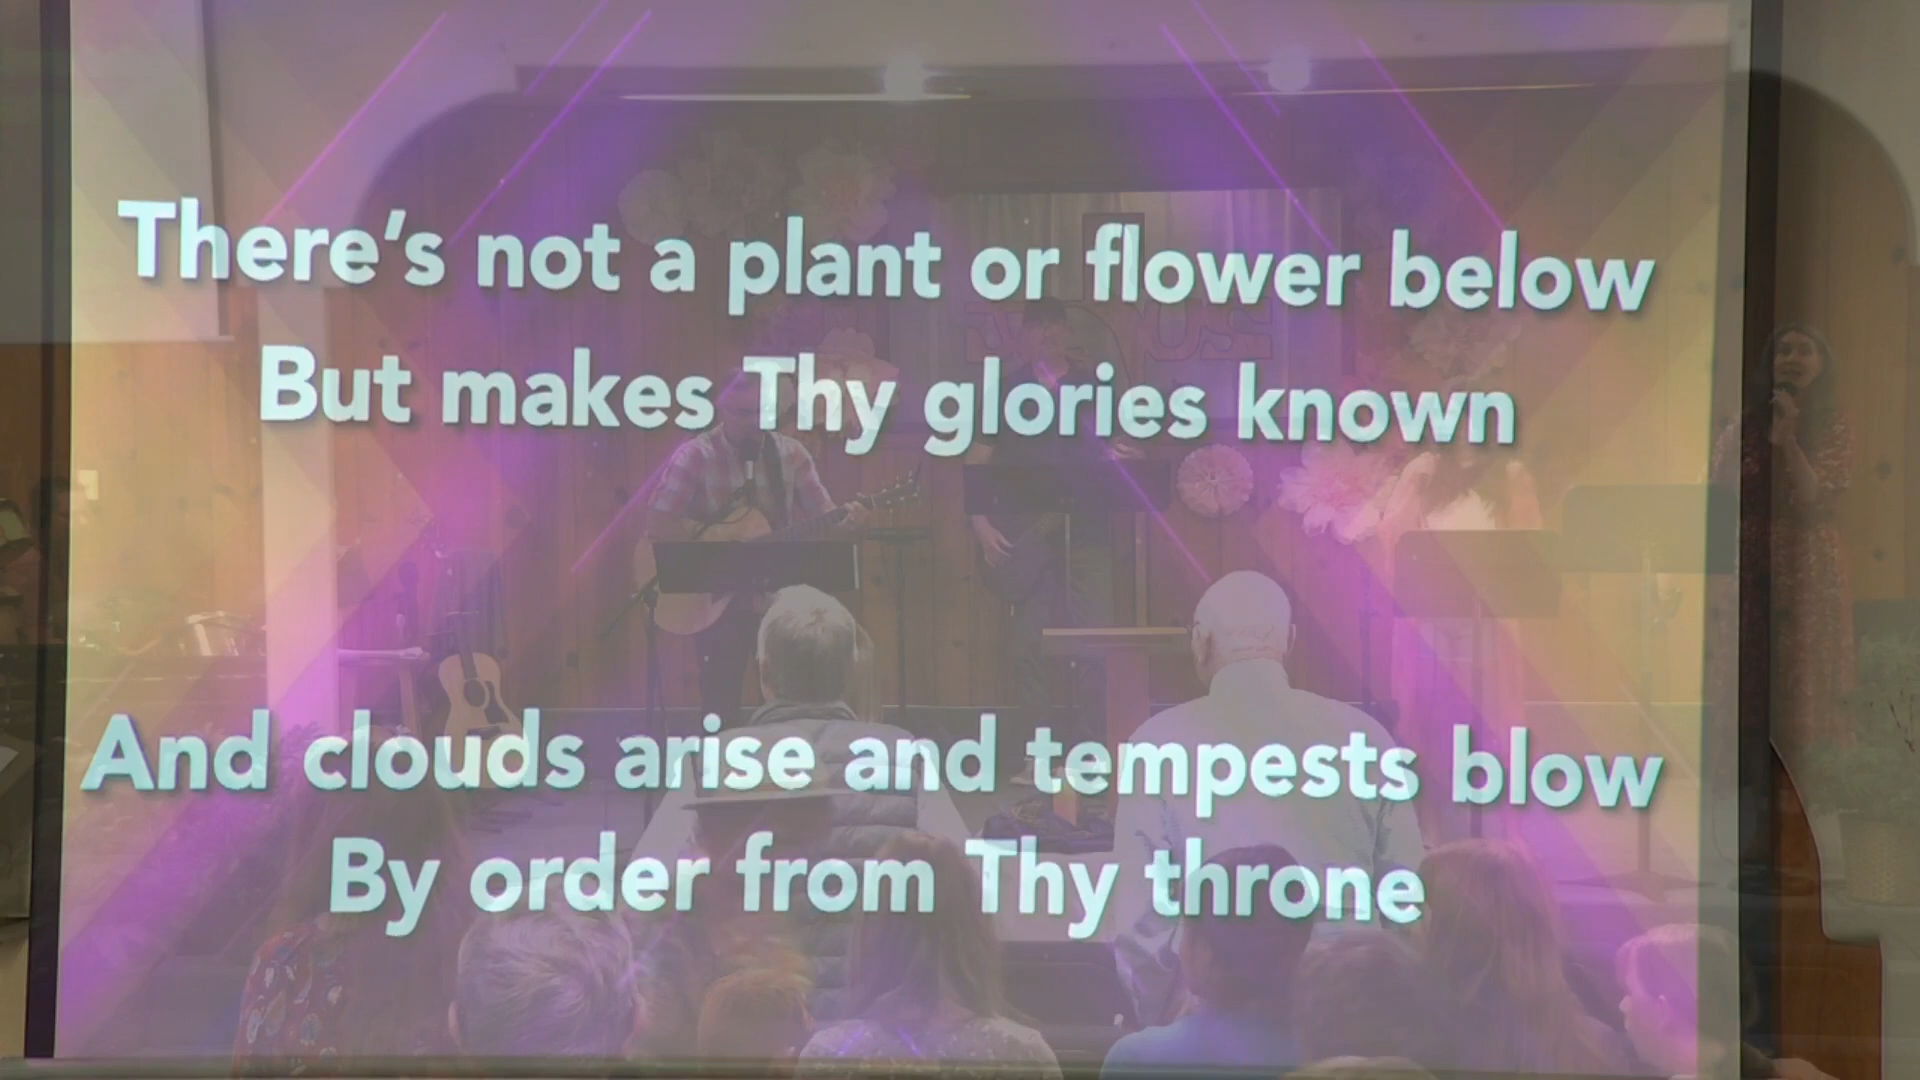 There's not a plant or flower below
But makes Thy glories known
And clouds arise and tempests blow
By order from Thy throne